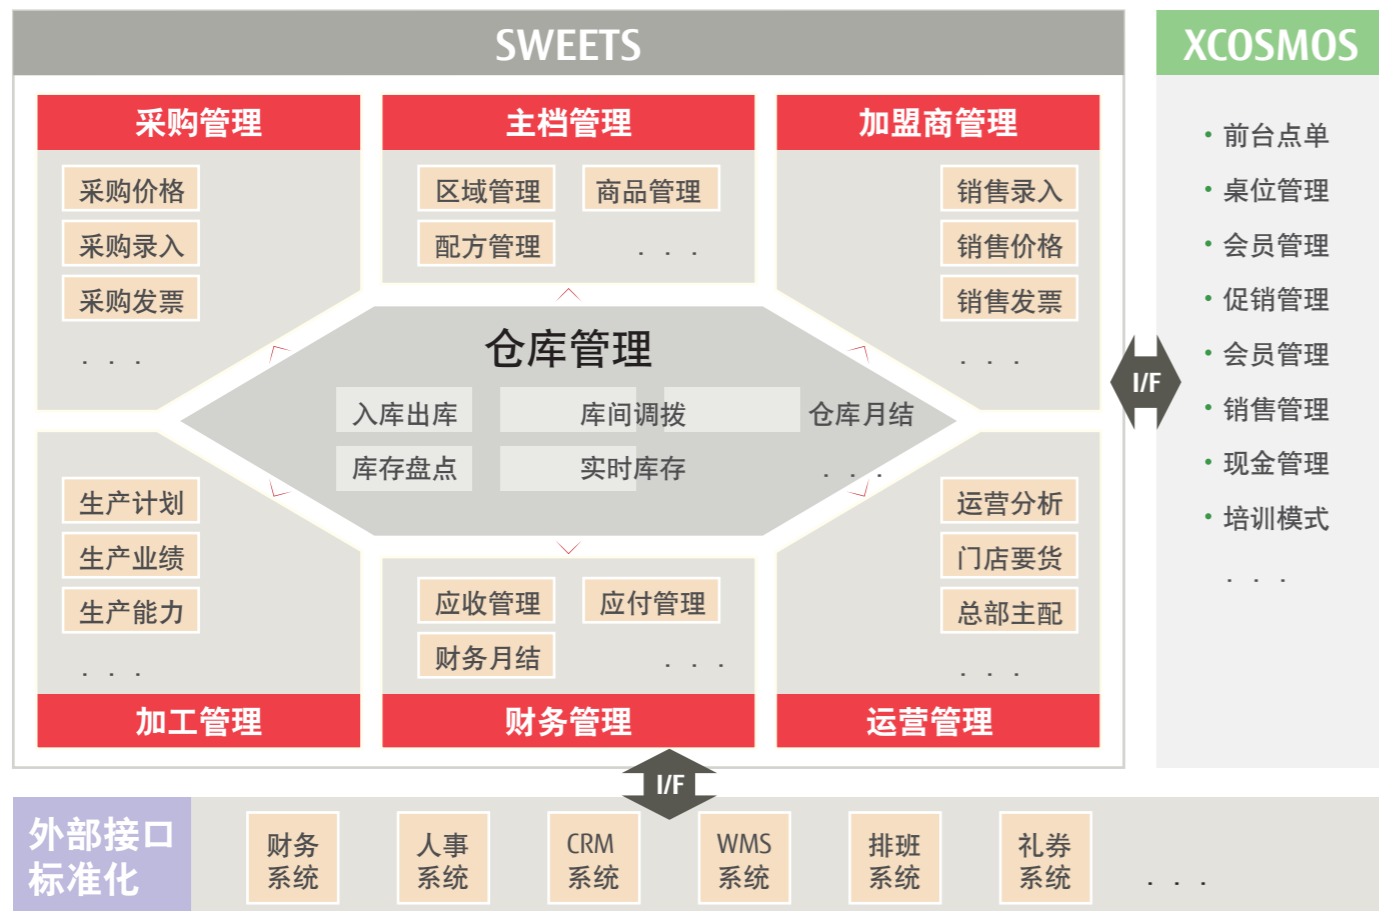 SWEETS
XCOSMOS
采购管理
采购价格
采购录入
采购发票
. . .
主档管理
区域管理 商品管理
配方管理 . . .
加盟商管理
销售录入
销售价格
销售发票
. . .
仓库管理
入库出库 库间调拨 仓库月结
库存盘点 实时库存 . . .
生产计划
生产业绩
生产能力
. . .
加工管理
应收管理 应付管理
财务月结 . . .
财务管理
运营分析
门店要货
总部主配
. . .
运营管理
I/F
• 前台点单
• 桌位管理
• 会员管理
• 促销管理
• 会员管理
• 销售管理
• 现金管理
• 培训模式
. . .
I/F
外部接口
标准化
财务
系统
人事
系统
CRM
系统
WMS
系统
排班
系统
礼券
系统
. . .